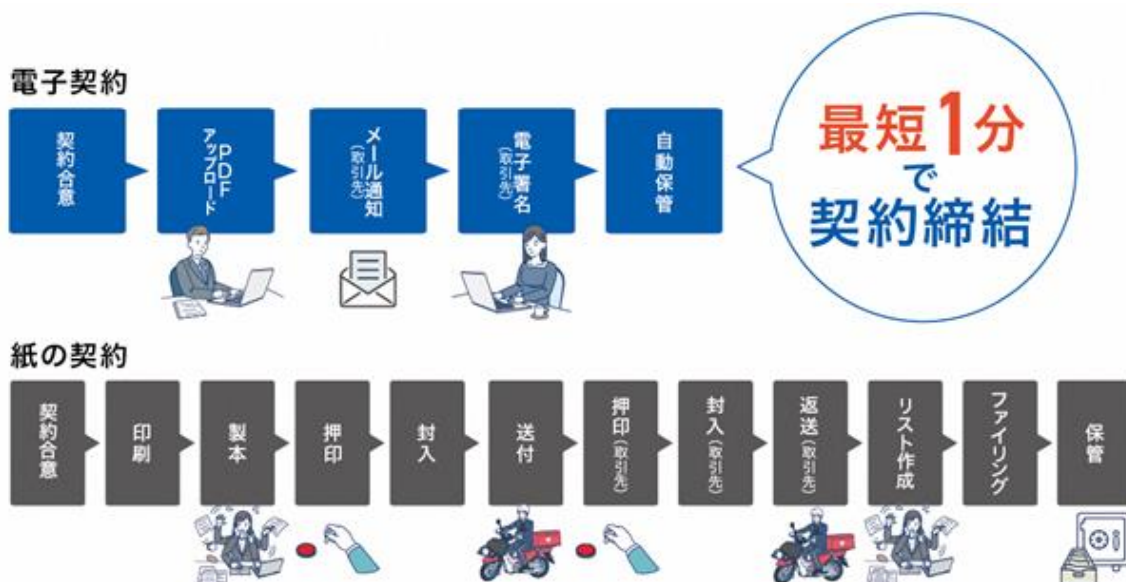 電子契約
契約合意
PDF
アップロード
メール通知
(取引先)
電子署名
(取引先)
自動保管
最短1分
で
契約締結
紙の契約
契約合意
印刷
製本
押印
封入
送付
押印(取引先)
封入(取引先)
返送(取引先)
リスト作成
ファイリング
保管